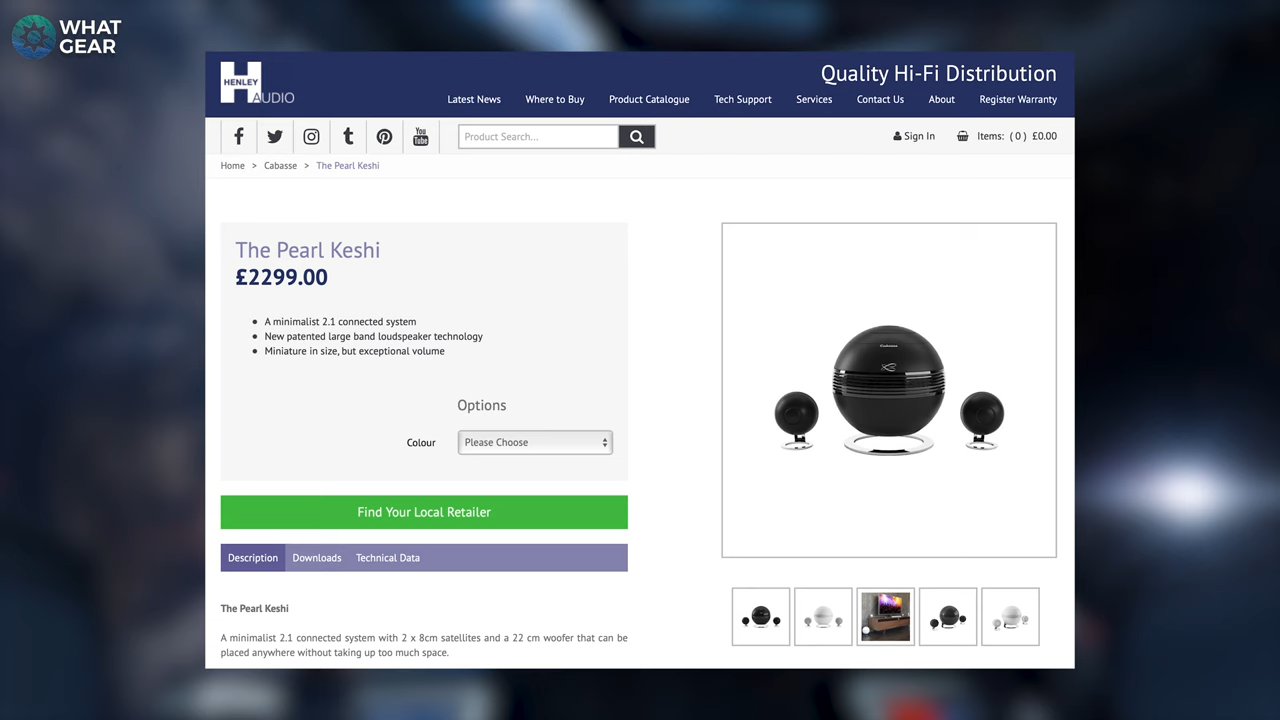 WHAT
GEAR
HENLEY
AUDIO
Quality Hi-Fi Distribution
Latest News Where to Buy Product Catalogue Tech Support Services Contact Us About Register Warranty
You
Tube
Product Search...
Sign In
Items: ( 0 ) £0.00
Home > Cabasse > The Pearl Keshi
The Pearl Keshi
£2299.00
A minimalist 2.1 connected system
New patented large band loudspeaker technology
Miniature in size, but exceptional volume
Options
Colour
Please Choose
Find Your Local Retailer
Description Downloads Technical Data
The Pearl Keshi
A minimalist 2.1 connected system with 2 x 8cm satellites and a 22 cm woofer that can be
placed anywhere without taking up too much space.
Cabasse